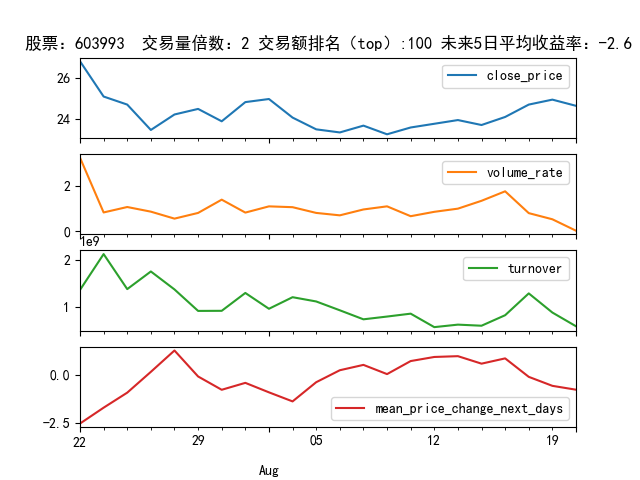 股票：603993  交易量倍数：2 交易额排名（top）:100 未来5日平均收益率：-2.6
26
24
close_price
2
0
volume_rate
1e9
2
1
turnover
0.0
-2.5
mean_price_change_next_days
22 29 05 12 19
Aug